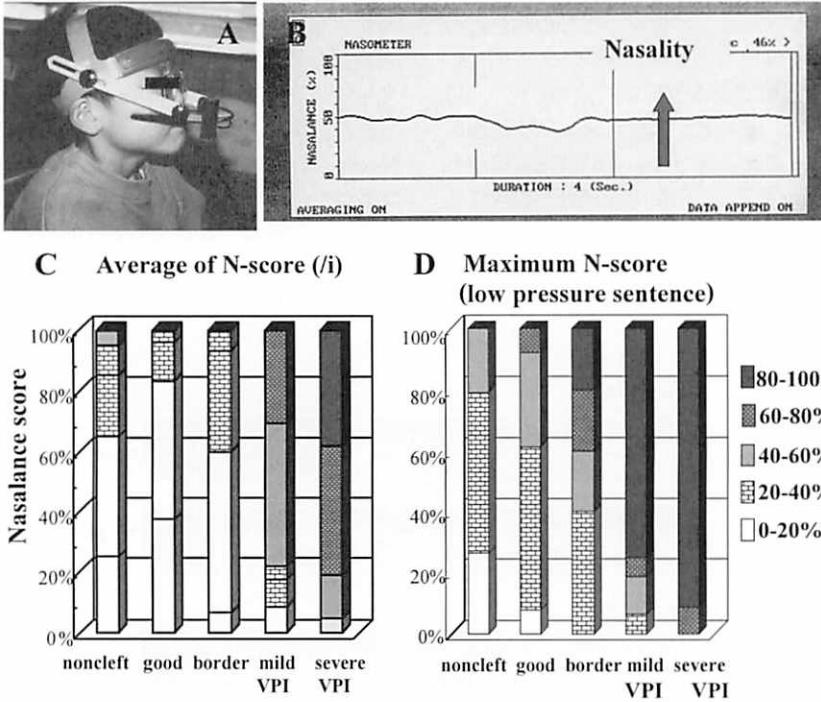 A
B
NASOMETER
Nasality
c ,46% >
NASALANCE (%)
100
50
0
DURATION : 4 (Sec.)
AVERAGING ON
DATA APPEND ON
C Average of N-score (/i)
D Maximum N-score
(low pressure sentence)
Nasalance score
100%
80%
60%
40%
20%
0%
noncleft good border mild severe
VPI VPI
100%
80%
60%
40%
20%
0%
noncleft good border mild severe
VPI VPI
80-100
60-80%
40-60%
20-40%
0-20%